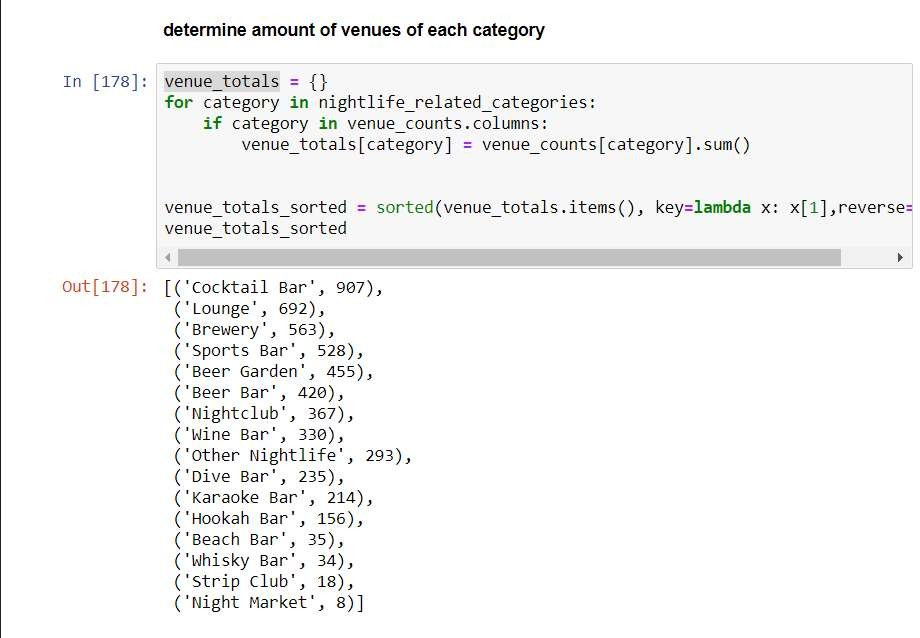 determine amount of venues of each category
In [178]: venue_totals = {}
for category in nightlife_related_categories:
    if category in venue_counts.columns:
        venue_totals[category] = venue_counts[category].sum()
venue_totals_sorted = sorted(venue_totals.items(), key=lambda x: x[1],reverse=
venue_totals_sorted
Out[178]: [('Cocktail Bar', 907),
('Lounge', 692),
('Brewery', 563),
('Sports Bar', 528),
('Beer Garden', 455),
('Beer Bar', 420),
('Nightclub', 367),
('Wine Bar', 330),
('Other Nightlife', 293),
('Dive Bar', 235),
('Karaoke Bar', 214),
('Hookah Bar', 156),
('Beach Bar', 35),
('Whisky Bar', 34),
('Strip Club', 18),
('Night Market', 8)]